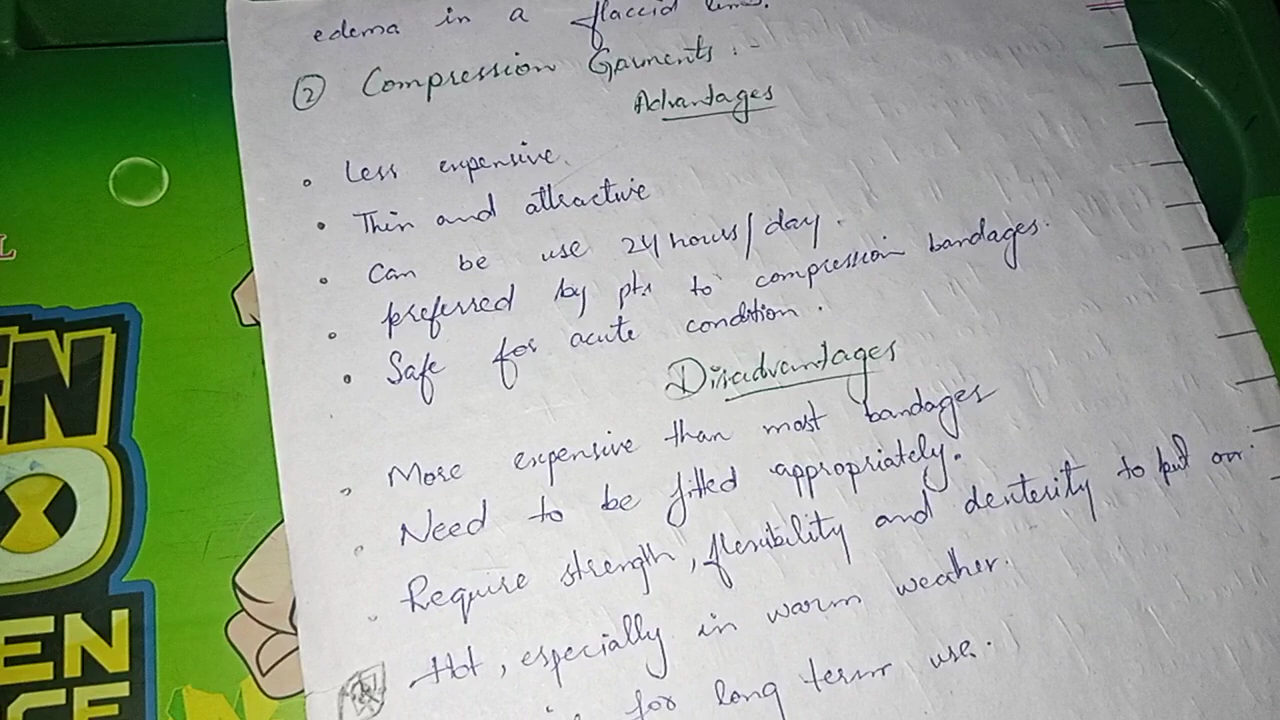 edema in a flaccid limb.
② Compression Garments :-
Advantages
• Less expensive.
• Thin and attractive
• Can be use 24 hours/day.
• preferred by pts to compression bandages.
• Safe for acute condition.
Disadvantages
• More expensive than most bandages
• Need to be fitted appropriately.
• Require strength, flexibility and dexterity to put on.
• Hot, especially in warm weather.
for long term use.
EN
EN
CE